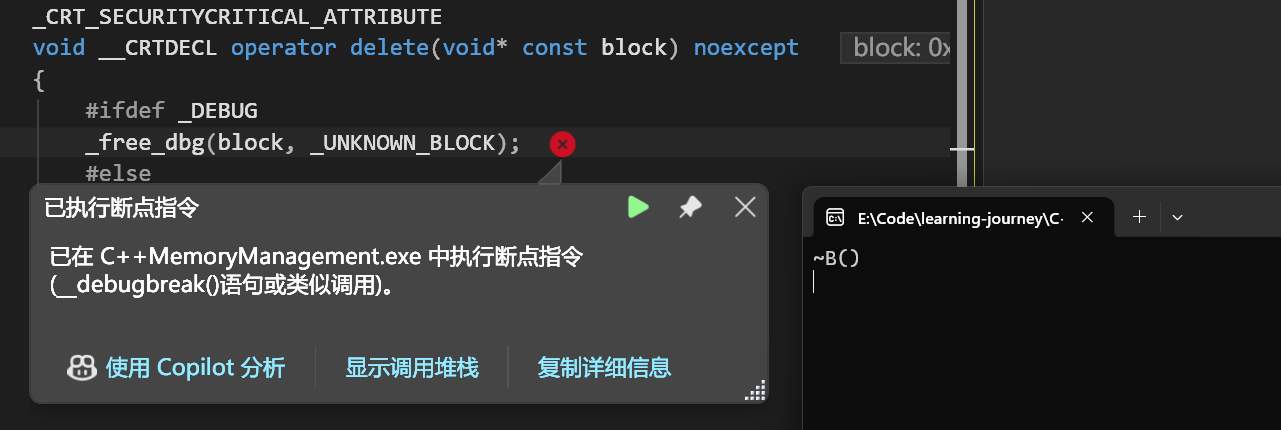 _CRT_SECURITYCRITICAL_ATTRIBUTE
void __CRTDECL operator delete(void* const block) noexcept
block: 0x
{
#ifdef _DEBUG
_free_dbg(block, _UNKNOWN_BLOCK);
#else
已执行断点指令
已在 C++MemoryManagement.exe 中执行断点指令
(__debugbreak()语句或类似调用)。
使用 Copilot 分析
显示调用堆栈
复制详细信息
E:\Code\learning-journey\C-
~B()